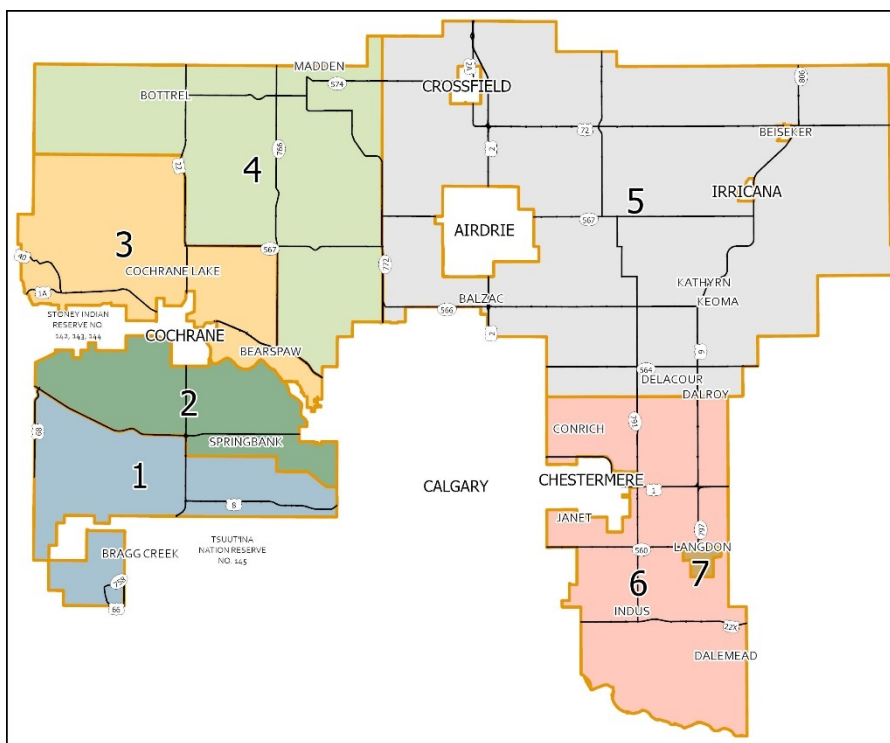 MADDEN
2A
CROSSFIELD
574
806
BOTTREL
72
BEISEKER
2
766
22
4
5
IRRICANA
567
AIRDRIE
3
567
40
COCHRANE LAKE
772
KATHYRN
1A
BALZAC
KEOMA
STONEY INDIAN
RESERVE NO
142, 143, 144
566
COCHRANE
2
BEARSPAW
9
564
DELACOUR
DALROY
2
791
68
SPRINGBANK
CONRICH
1
CALGARY
CHESTERMERE
1
8
JANET
797
TSUUT'INA
NATION RESERVE
NO. 145
BRAGG CREEK
560
LANGDON
6
7
758
66
INDUS
22X
DALEMEAD